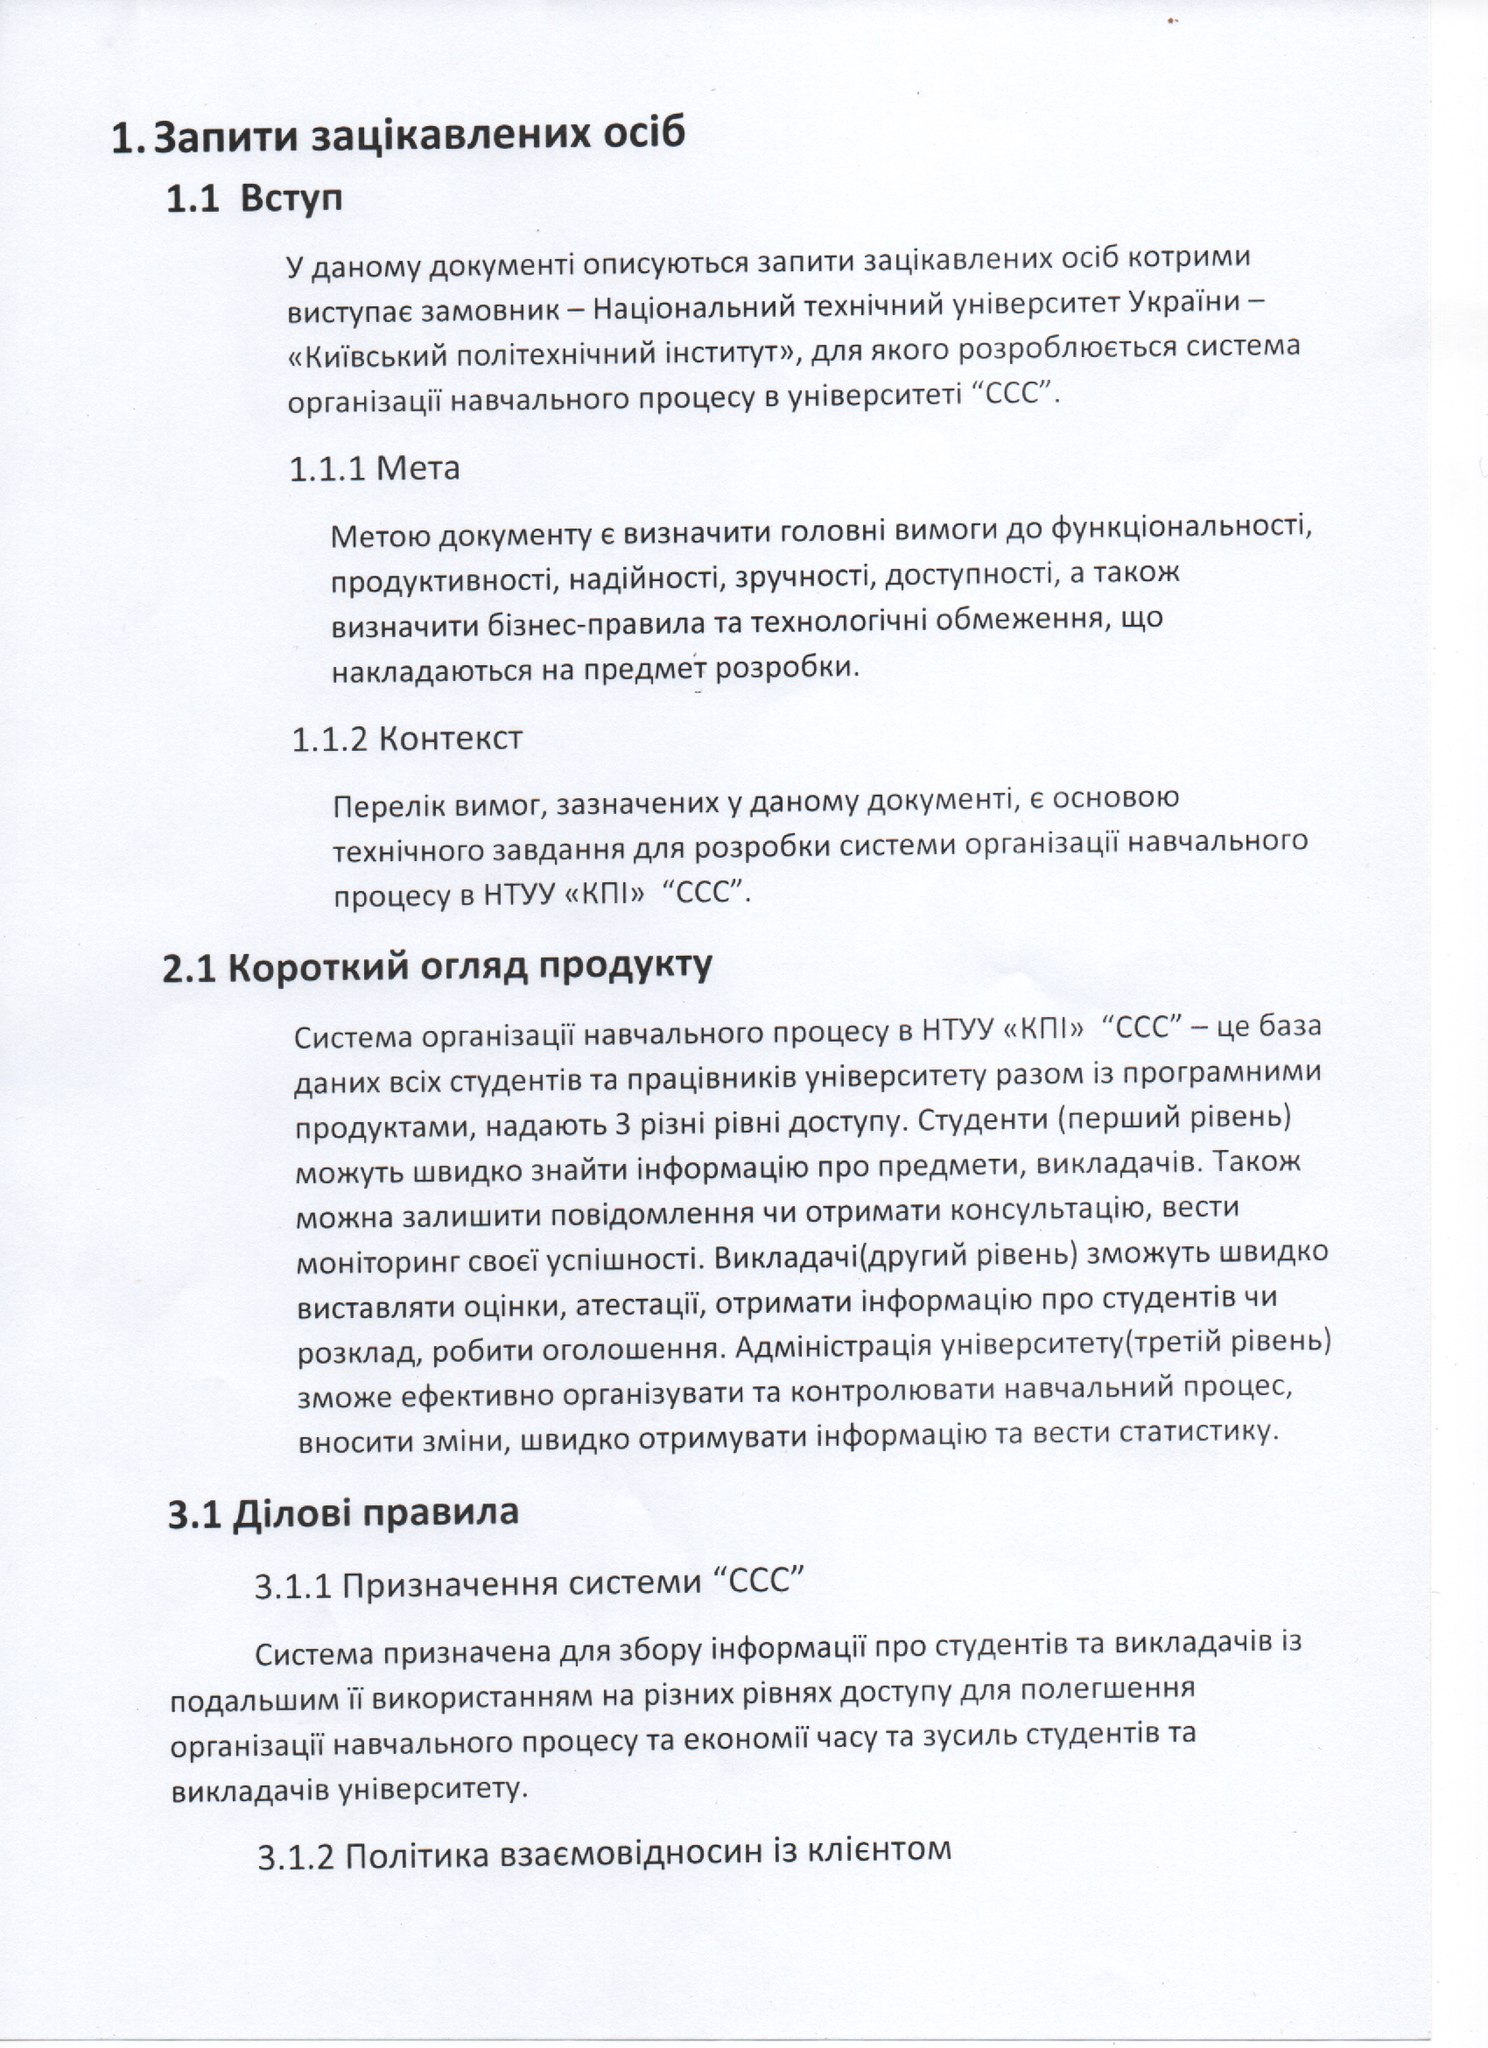 1. Запити зацікавлених осіб
1.1 Вступ
У даному документі описуються запити зацікавлених осіб котрими
виступає замовник – Національний технічний університет України –
«Київський політехнічний інститут», для якого розроблюється система
організації навчального процесу в університеті “ССС”.
1.1.1 Мета
Метою документу є визначити головні вимоги до функціональності,
продуктивності, надійності, зручності, доступності, а також
визначити бізнес-правила та технологічні обмеження, що
накладаються на предмет розробки.
1.1.2 Контекст
Перелік вимог, зазначених у даному документі, є основою
технічного завдання для розробки системи організації навчального
процесу в НТУУ «КПІ» “ССС”.
2.1 Короткий огляд продукту
Система організації навчального процесу в НТУУ «КПІ» “ССС” – це база
даних всіх студентів та працівників університету разом із програмними
продуктами, надають 3 різні рівні доступу. Студенти (перший рівень)
можуть швидко знайти інформацію про предмети, викладачів. Також
можна залишити повідомлення чи отримати консультацію, вести
моніторинг своєї успішності. Викладачі(другий рівень) зможуть швидко
виставляти оцінки, атестації, отримати інформацію про студентів чи
розклад, робити оголошення. Адміністрація університету(третій рівень)
зможе ефективно організувати та контролювати навчальний процес,
вносити зміни, швидко отримувати інформацію та вести статистику.
3.1 Ділові правила
3.1.1 Призначення системи “ССС”
Система призначена для збору інформації про студентів та викладачів із
подальшим її використанням на різних рівнях доступу для полегшення
організації навчального процесу та економії часу та зусиль студентів та
викладачів університету.
3.1.2 Політика взаємовідносин із клієнтом